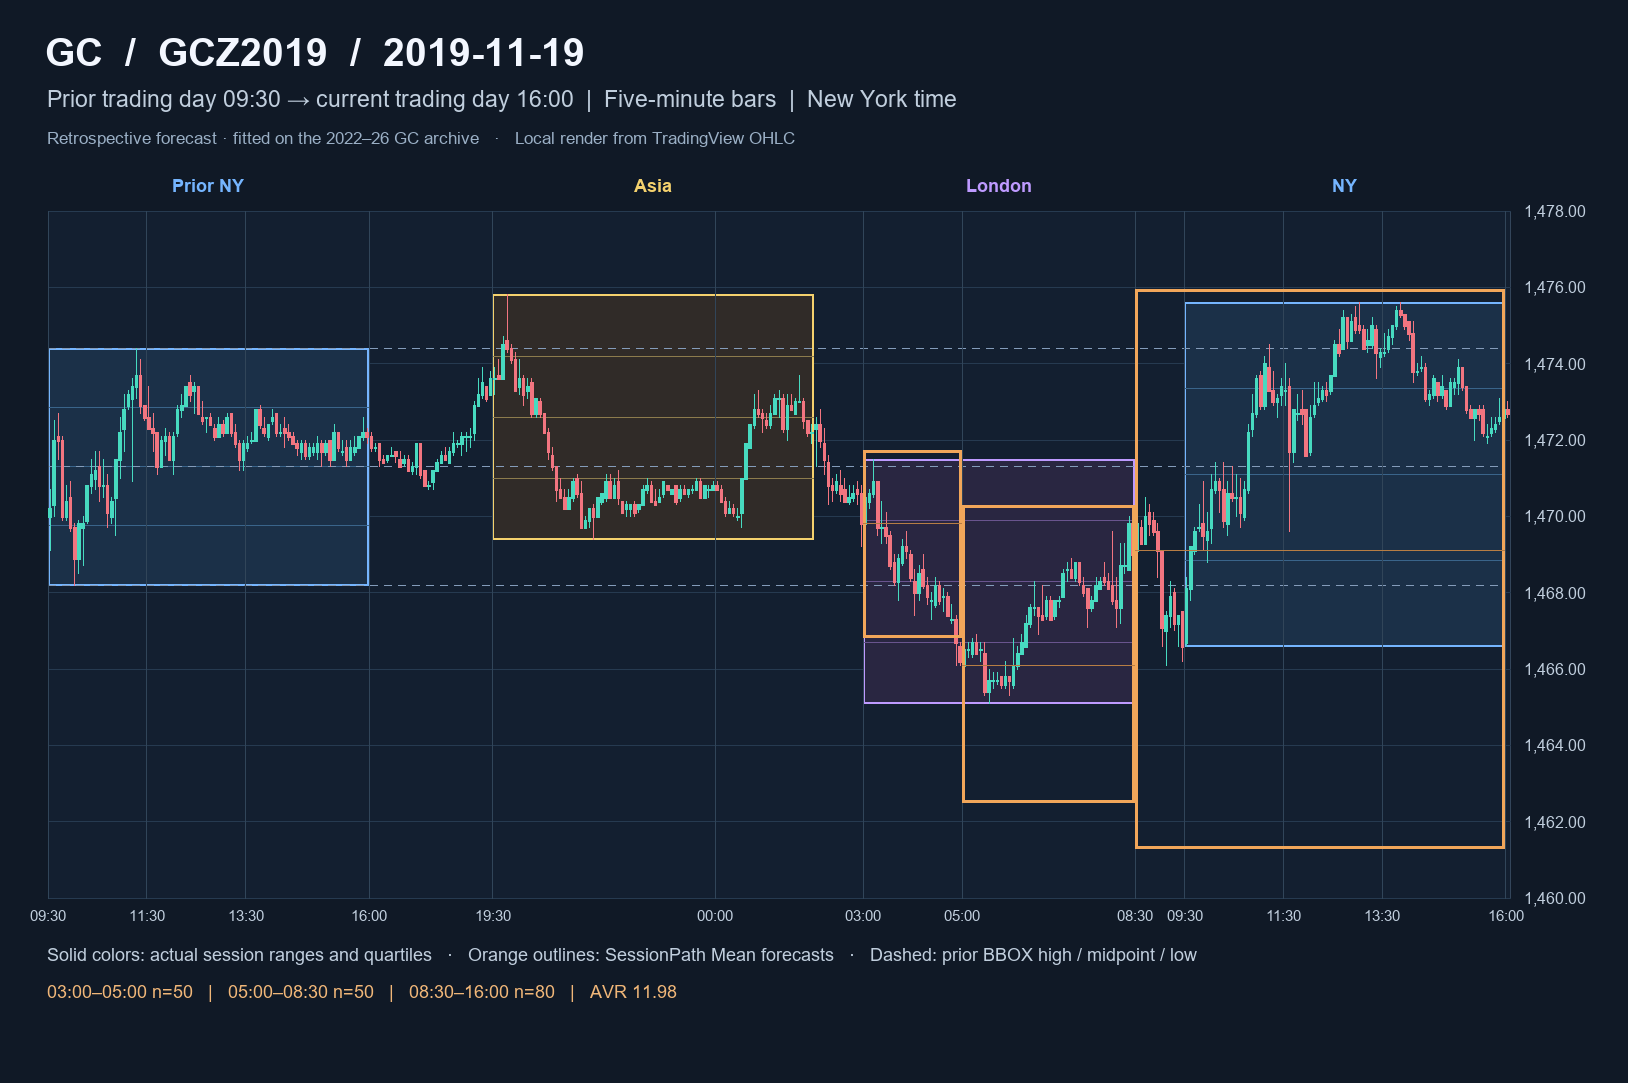 GC / GCZ2019 / 2019-11-19
Prior trading day 09:30 → current trading day 16:00 | Five-minute bars | New York time
Retrospective forecast · fitted on the 2022–26 GC archive · Local render from TradingView OHLC
Prior NY
Asia
London
NY
1,478.00
1,476.00
1,474.00
1,472.00
1,470.00
1,468.00
1,466.00
1,464.00
1,462.00
1,460.00
09:30 11:30 13:30 16:00 19:30 00:00 03:00 05:00 08:30 09:30 11:30 13:30 16:00
Solid colors: actual session ranges and quartiles · Orange outlines: SessionPath Mean forecasts · Dashed: prior BBOX high / midpoint / low
03:00–05:00 n=50 | 05:00–08:30 n=50 | 08:30–16:00 n=80 | AVR 11.98